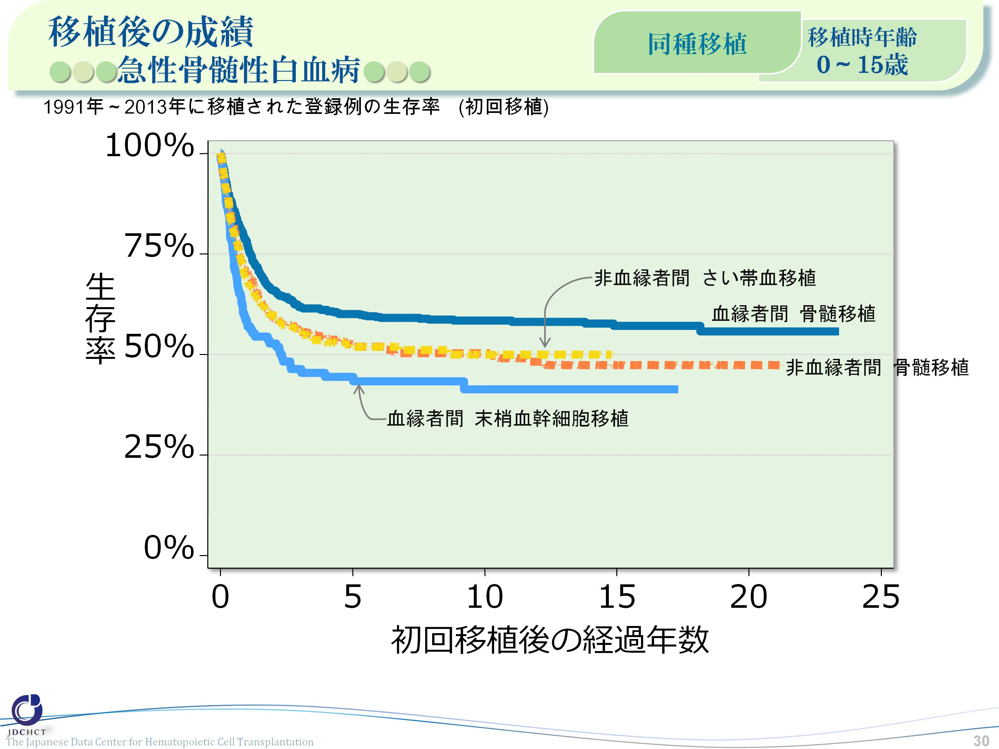 移植後の成績
急性骨髄性白血病
同種移植
移植時年齢
0~15歳
1991年~2013年に移植された登録例の生存率　(初回移植)
100%
75%
50%
25%
0%
生存率
非血縁者間　さい帯血移植
血縁者間　骨髄移植
非血縁者間　骨髄移植
血縁者間　末梢血幹細胞移植
0 5 10 15 20 25
初回移植後の経過年数
JDCHCT
The Japanese Data Center for Hematopoietic Cell Transplantation
30